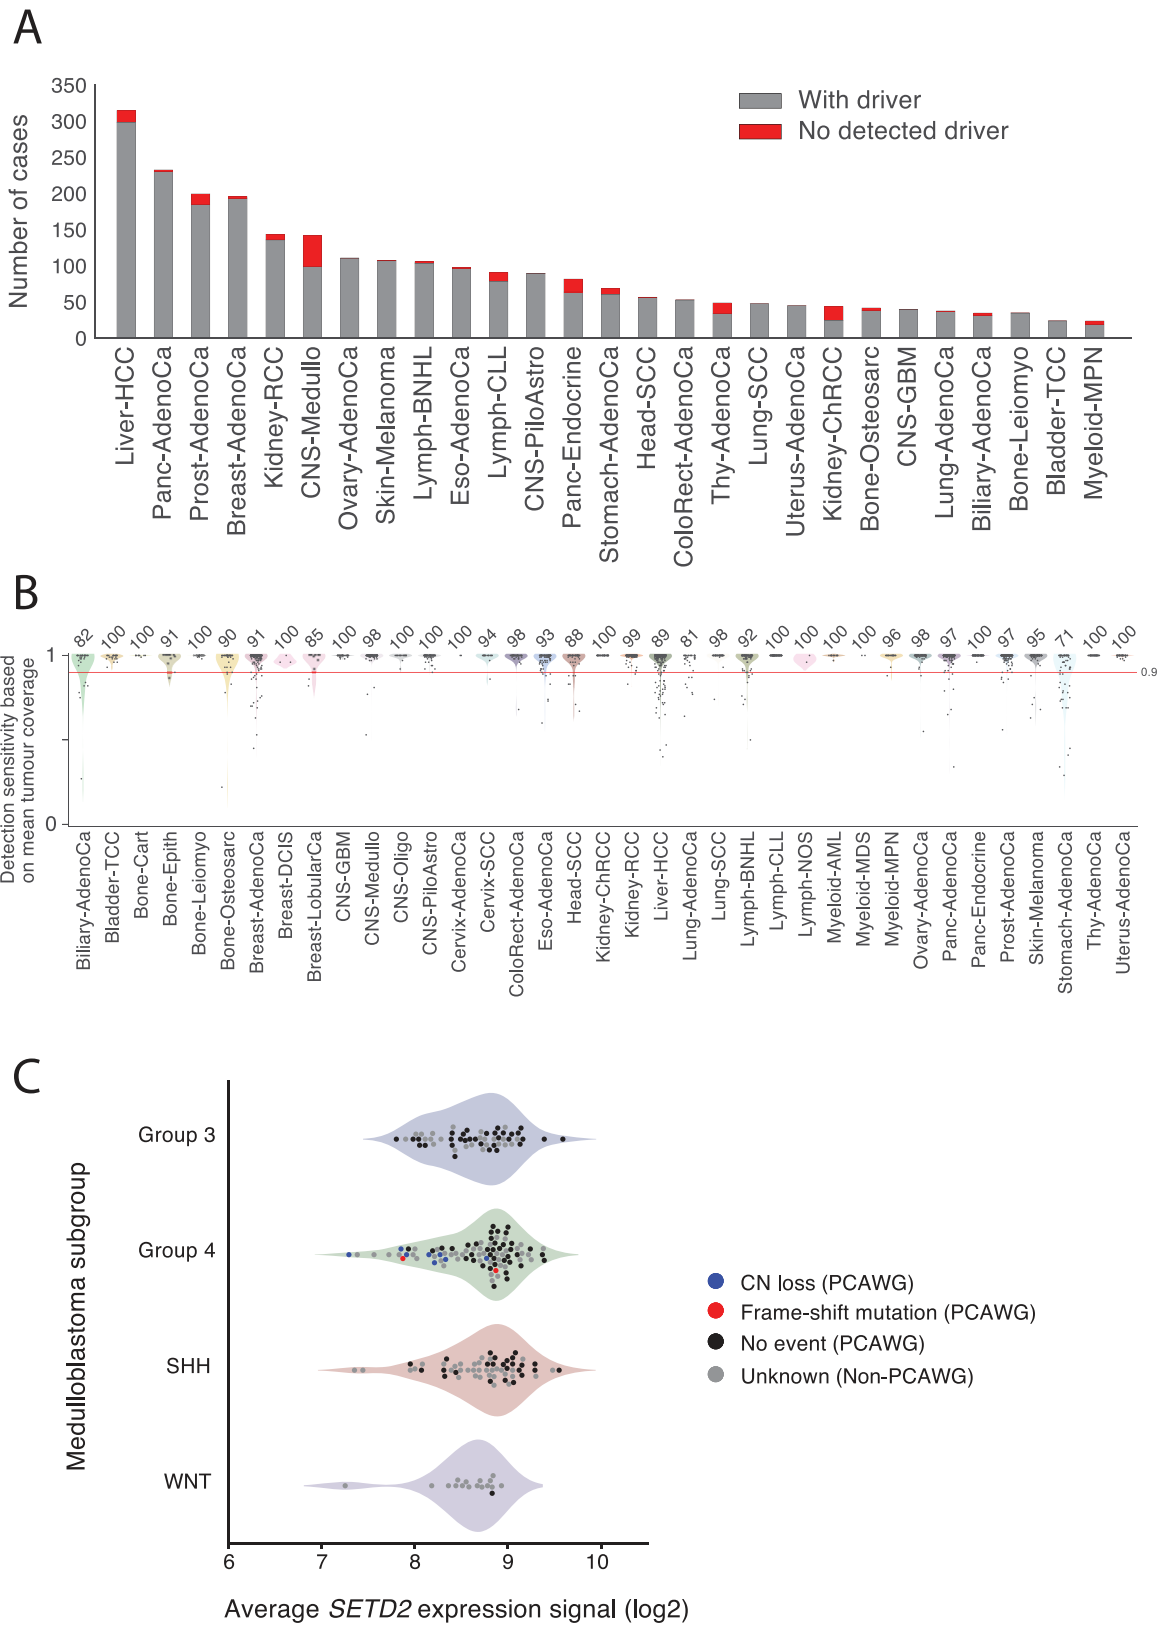 A
350
300
250
200
150
100
50
0
Number of cases
With driver
No detected driver
Liver-HCC
Panc-AdenoCa
Prost-AdenoCa
Breast-AdenoCa
Kidney-RCC
CNS-Medullo
Ovary-AdenoCa
Skin-Melanoma
Lymph-BNHL
Eso-AdenoCa
Lymph-CLL
CNS-PiloAstro
Panc-Endocrine
Stomach-AdenoCa
Head-SCC
ColoRect-AdenoCa
Thy-AdenoCa
Lung-SCC
Uterus-AdenoCa
Kidney-ChRCC
Bone-Osteosarc
CNS-GBM
Lung-AdenoCa
Biliary-AdenoCa
Bone-Leiomyo
Bladder-TCC
Myeloid-MPN
B
Detection sensitivity based
on mean tumour coverage
1
0
82 100 100 91 100 90 91 100 85 100 98 100 100 100 94 98 93 88 100 99 89 81 98 92 100 100 100 100 96 98 97 100 97 95 71 100 100
0.9
Biliary-AdenoCa
Bladder-TCC
Bone-Cart
Bone-Epith
Bone-Leiomyo
Bone-Osteosarc
Breast-AdenoCa
Breast-DCIS
Breast-LobularCa
CNS-GBM
CNS-Medullo
CNS-Oligo
CNS-PiloAstro
Cervix-AdenoCa
Cervix-SCC
ColoRect-AdenoCa
Eso-AdenoCa
Head-SCC
Kidney-ChRCC
Kidney-RCC
Liver-HCC
Lung-AdenoCa
Lung-SCC
Lymph-BNHL
Lymph-CLL
Lymph-NOS
Myeloid-AML
Myeloid-MDS
Myeloid-MPN
Ovary-AdenoCa
Panc-AdenoCa
Panc-Endocrine
Prost-AdenoCa
Skin-Melanoma
Stomach-AdenoCa
Thy-AdenoCa
Uterus-AdenoCa
C
Medulloblastoma subgroup
Group 3
Group 4
SHH
WNT
CN loss (PCAWG)
Frame-shift mutation (PCAWG)
No event (PCAWG)
Unknown (Non-PCAWG)
6 7 8 9 10
Average SETD2 expression signal (log2)